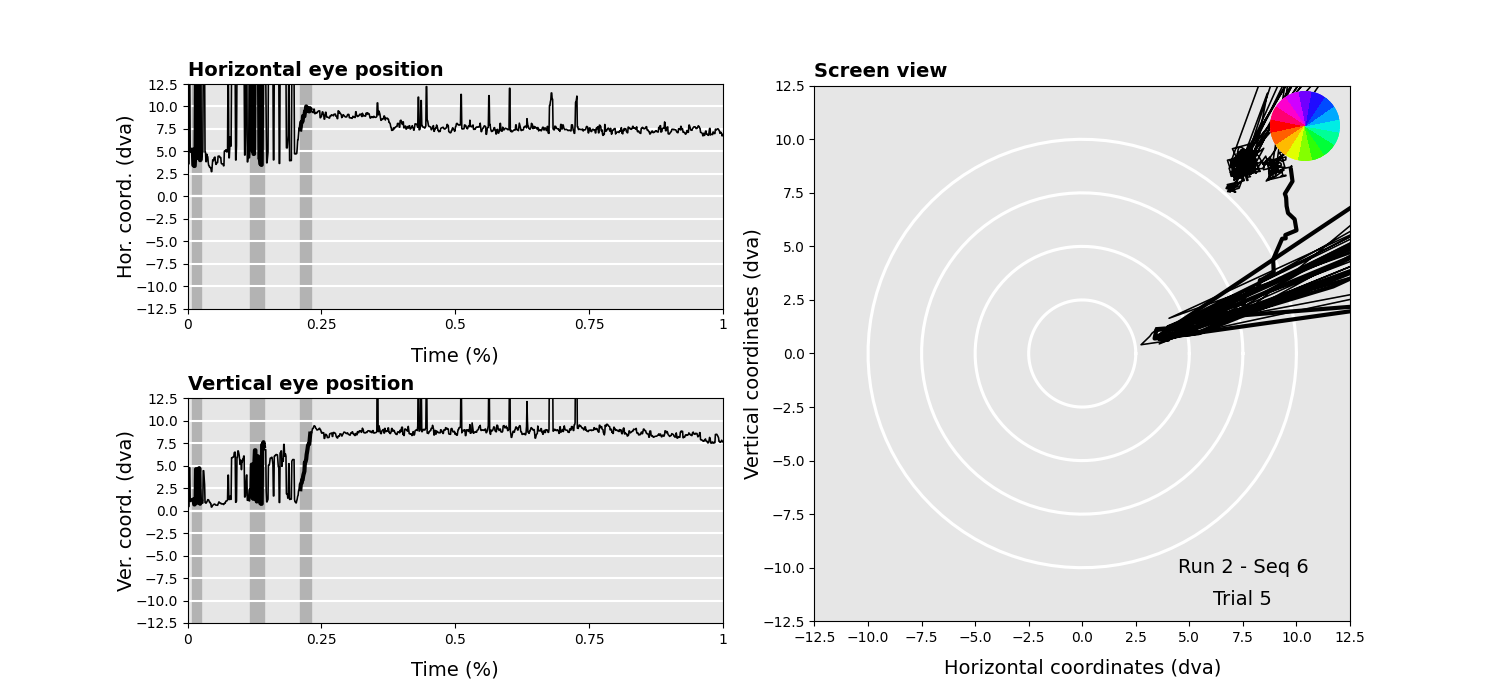 Horizontal eye position
Hor. coord. (dva)
12.5
10.0
7.5
5.0
2.5
0.0
−2.5
−5.0
−7.5
−10.0
−12.5
0 0.25 0.5 0.75 1
Time (%)
Vertical eye position
Ver. coord. (dva)
12.5
10.0
7.5
5.0
2.5
0.0
−2.5
−5.0
−7.5
−10.0
−12.5
0 0.25 0.5 0.75 1
Time (%)
Screen view
Vertical coordinates (dva)
12.5
10.0
7.5
5.0
2.5
0.0
−2.5
−5.0
−7.5
−10.0
−12.5
Run 2 - Seq 6
Trial 5
−12.5 −10.0 −7.5 −5.0 −2.5 0.0 2.5 5.0 7.5 10.0 12.5
Horizontal coordinates (dva)